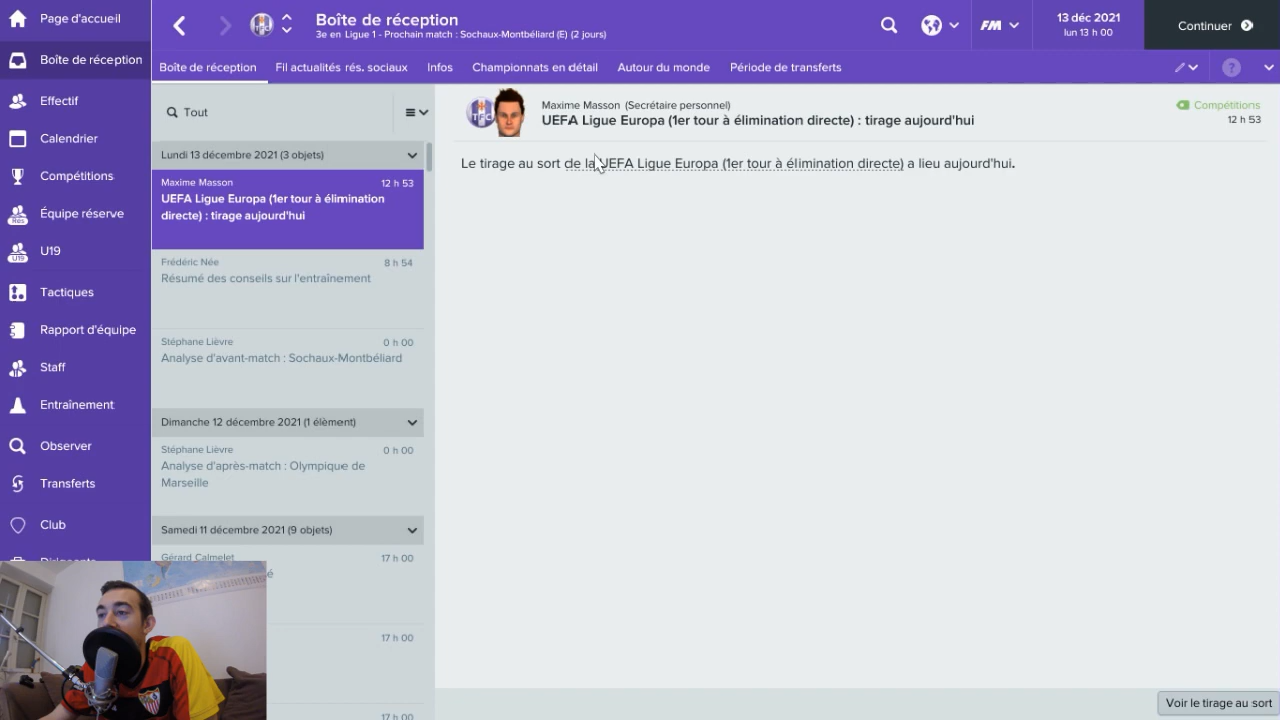 Page d'accueil
Boîte de réception
Effectif
Calendrier
Compétitions
Équipe réserve
U19
Tactiques
Rapport d'équipe
Staff
Entraînement
Observer
Transferts
Club
Dirigeants
Boîte de réception
3e en Ligue 1 - Prochain match : Sochaux-Montbéliard (E) (2 jours)
FM
13 déc 2021
lun 13 h 00
Continuer
Boîte de réception
Fil actualités rés. sociaux
Infos
Championnats en détail
Autour du monde
Période de transferts
Tout
Lundi 13 décembre 2021 (3 objets)
Maxime Masson 12 h 53
UEFA Ligue Europa (1er tour à élimination
directe) : tirage aujourd'hui
Frédéric Née 8 h 54
Résumé des conseils sur l'entraînement
Stéphane Lièvre 0 h 00
Analyse d'avant-match : Sochaux-Montbéliard
Dimanche 12 décembre 2021 (1 élément)
Stéphane Lièvre 0 h 00
Analyse d'après-match : Olympique de
Marseille
Samedi 11 décembre 2021 (9 objets)
Gérard Calmelet 17 h 00
17 h 00
17 h 00
Maxime Masson (Secrétaire personnel)
UEFA Ligue Europa (1er tour à élimination directe) : tirage aujourd'hui
Compétitions
12 h 53
Le tirage au sort de la UEFA Ligue Europa (1er tour à élimination directe) a lieu aujourd'hui.
Voir le tirage au sort